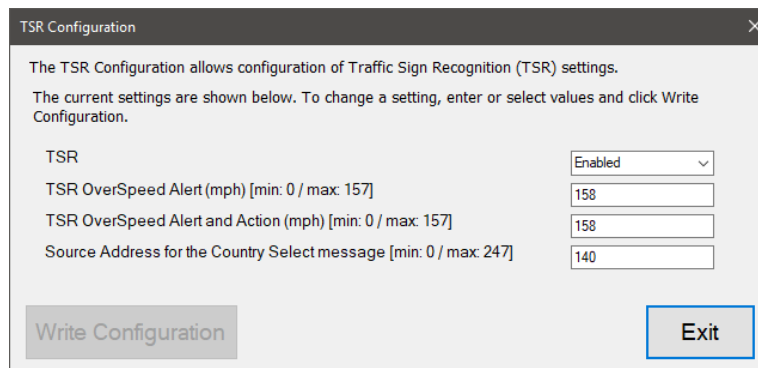 TSR Configuration
The TSR Configuration allows configuration of Traffic Sign Recognition (TSR) settings.
The current settings are shown below. To change a setting, enter or select values and click Write
Configuration.
TSR Enabled
TSR OverSpeed Alert (mph) [min: 0 / max: 157] 158
TSR OverSpeed Alert and Action (mph) [min: 0 / max: 157] 158
Source Address for the Country Select message [min: 0 / max: 247] 140
Write Configuration Exit